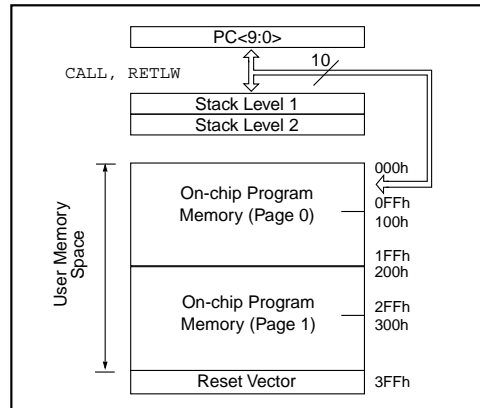 PC<9:0>
CALL, RETLW
10
Stack Level 1
Stack Level 2
User Memory
Space
On-chip Program
Memory (Page 0)
000h
0FFh
100h
1FFh
200h
On-chip Program
Memory (Page 1)
2FFh
300h
Reset Vector
3FFh